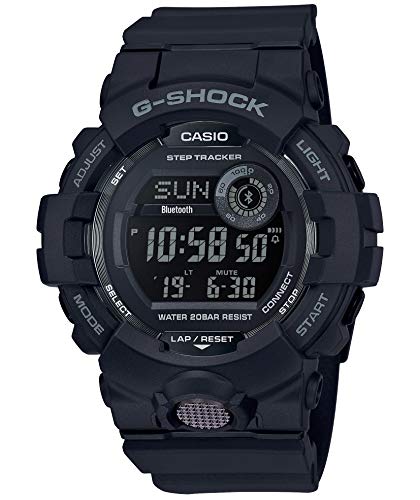 G-SHOCK
CASIO
ADJUST
SET
LIGHT
STEP TRACKER
SUN
Bluetooth
P 10:58 50
LT MUTE
'19- 6-30
SELECT
MODE
CONNECT
STOP
START
WATER 20BAR RESIST
LAP / RESET